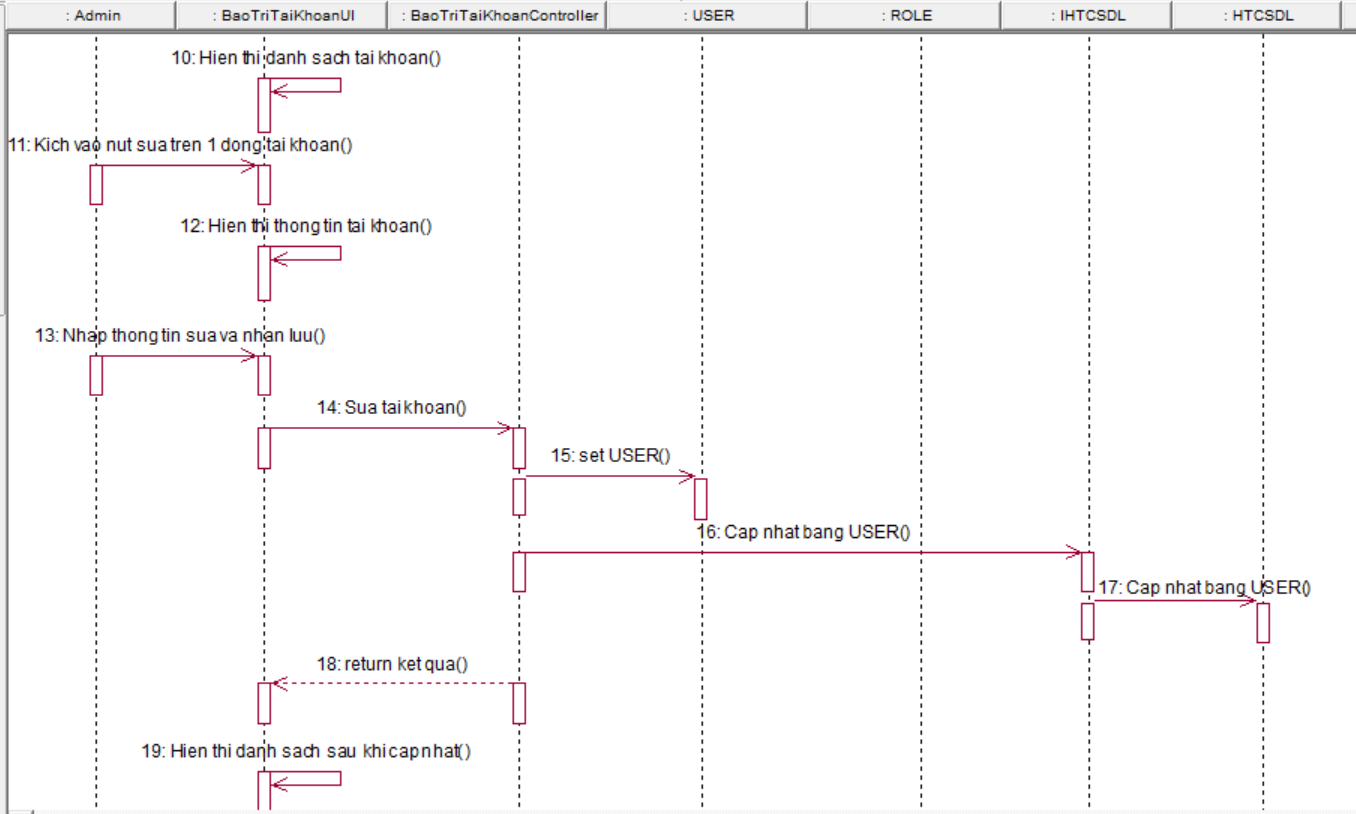 : Admin
: BaoTriTaiKhoanUI
: BaoTriTaiKhoanController
: USER
: ROLE
: IHTCSDL
: HTCSDL
10: Hien thi danh sach tai khoan()
11: Kich vao nut sua tren 1 dong tai khoan()
12: Hien thi thong tin tai khoan()
13: Nhap thong tin sua va nhan luu()
14: Sua tai khoan()
15: set USER()
16: Cap nhat bang USER()
17: Cap nhat bang USER()
18: return ket qua()
19: Hien thi danh sach sau khi cap nhat()